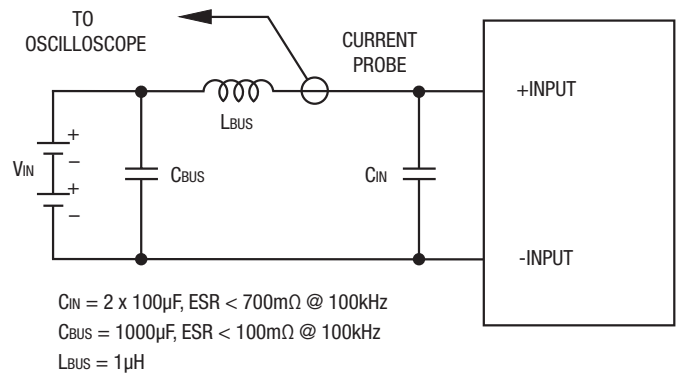 TO
OSCILLOSCOPE
CURRENT
PROBE
+INPUT
LBUS
+
VIN
−
+
−
CBUS
CIN
-INPUT
CIN = 2 x 100µF, ESR < 700mΩ @ 100kHz
CBUS = 1000µF, ESR < 100mΩ @ 100kHz
LBUS = 1µH